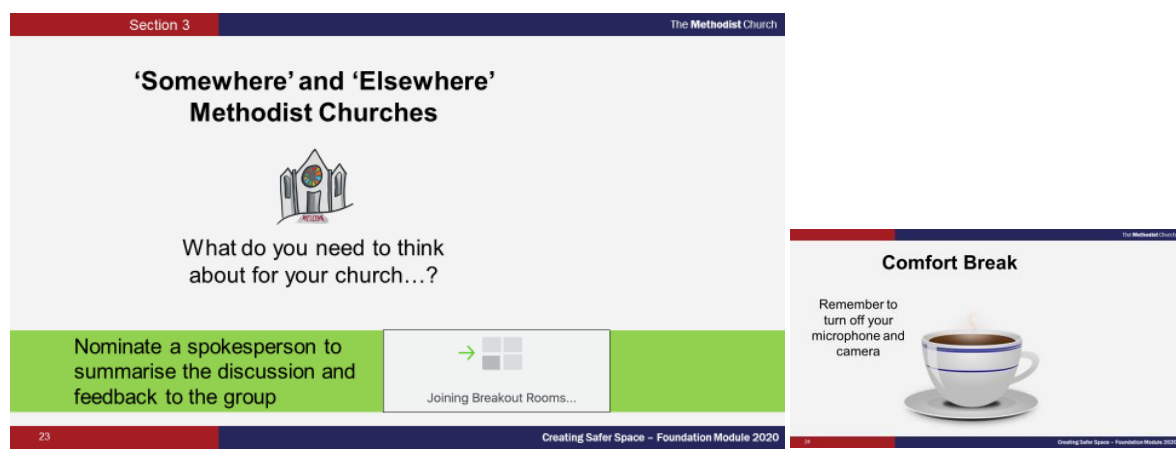 Section 3
The Methodist Church
‘Somewhere’ and ‘Elsewhere’
Methodist Churches
WELCOME
What do you need to think
about for your church…?
Nominate a spokesperson to
summarise the discussion and
feedback to the group
Joining Breakout Rooms...
23
Creating Safer Space – Foundation Module 2020
The Methodist Church
Comfort Break
Remember to
turn off your
microphone and
camera
24
Creating Safer Space – Foundation Module 2020